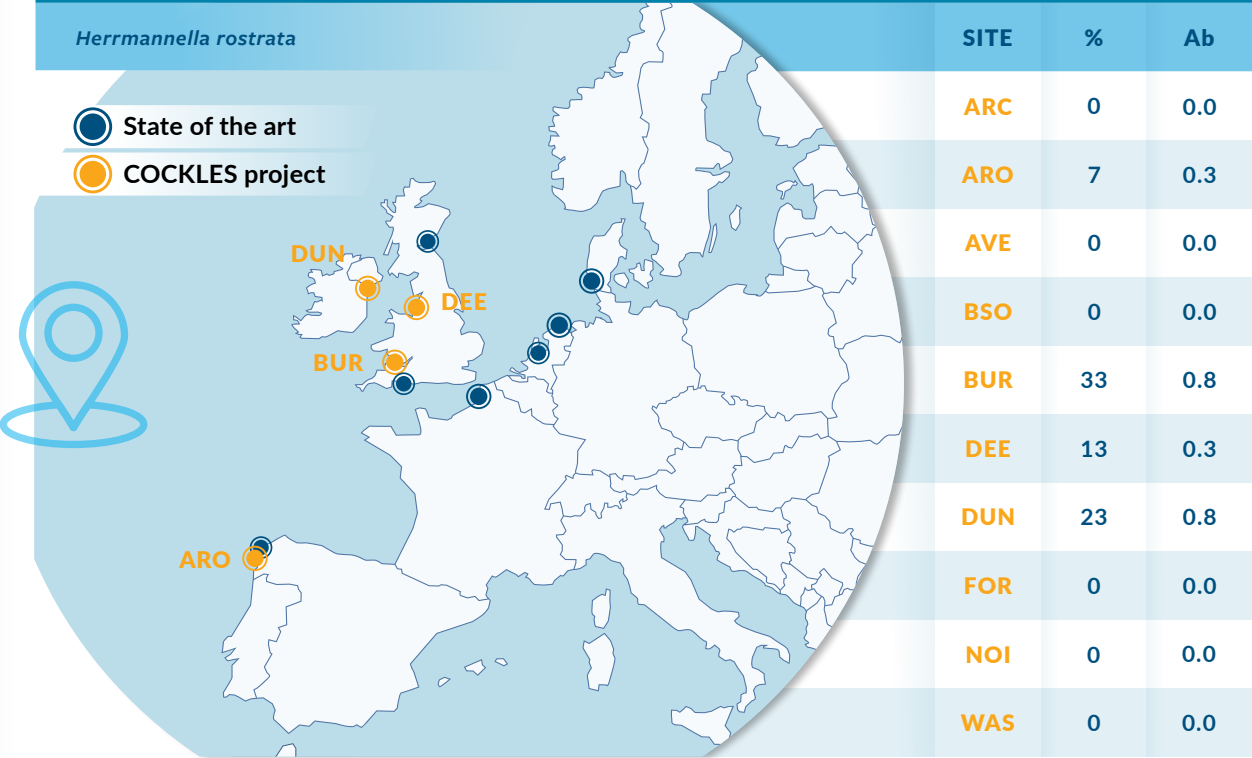 Herrmannella rostrata
State of the art
COCKLES project
DUN
DEE
BUR
ARO
SITE % Ab
ARC 0 0.0
ARO 7 0.3
AVE 0 0.0
BSO 0 0.0
BUR 33 0.8
DEE 13 0.3
DUN 23 0.8
FOR 0 0.0
NOI 0 0.0
WAS 0 0.0